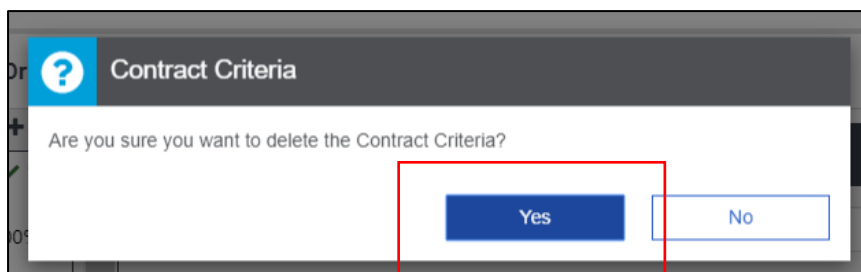 Contract Criteria
Are you sure you want to delete the Contract Criteria?
Yes
No